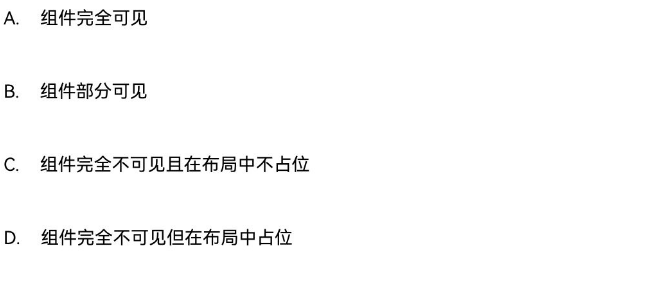 A. 组件完全可见
B. 组件部分可见
C. 组件完全不可见且在布局中不占位
D. 组件完全不可见但在布局中占位